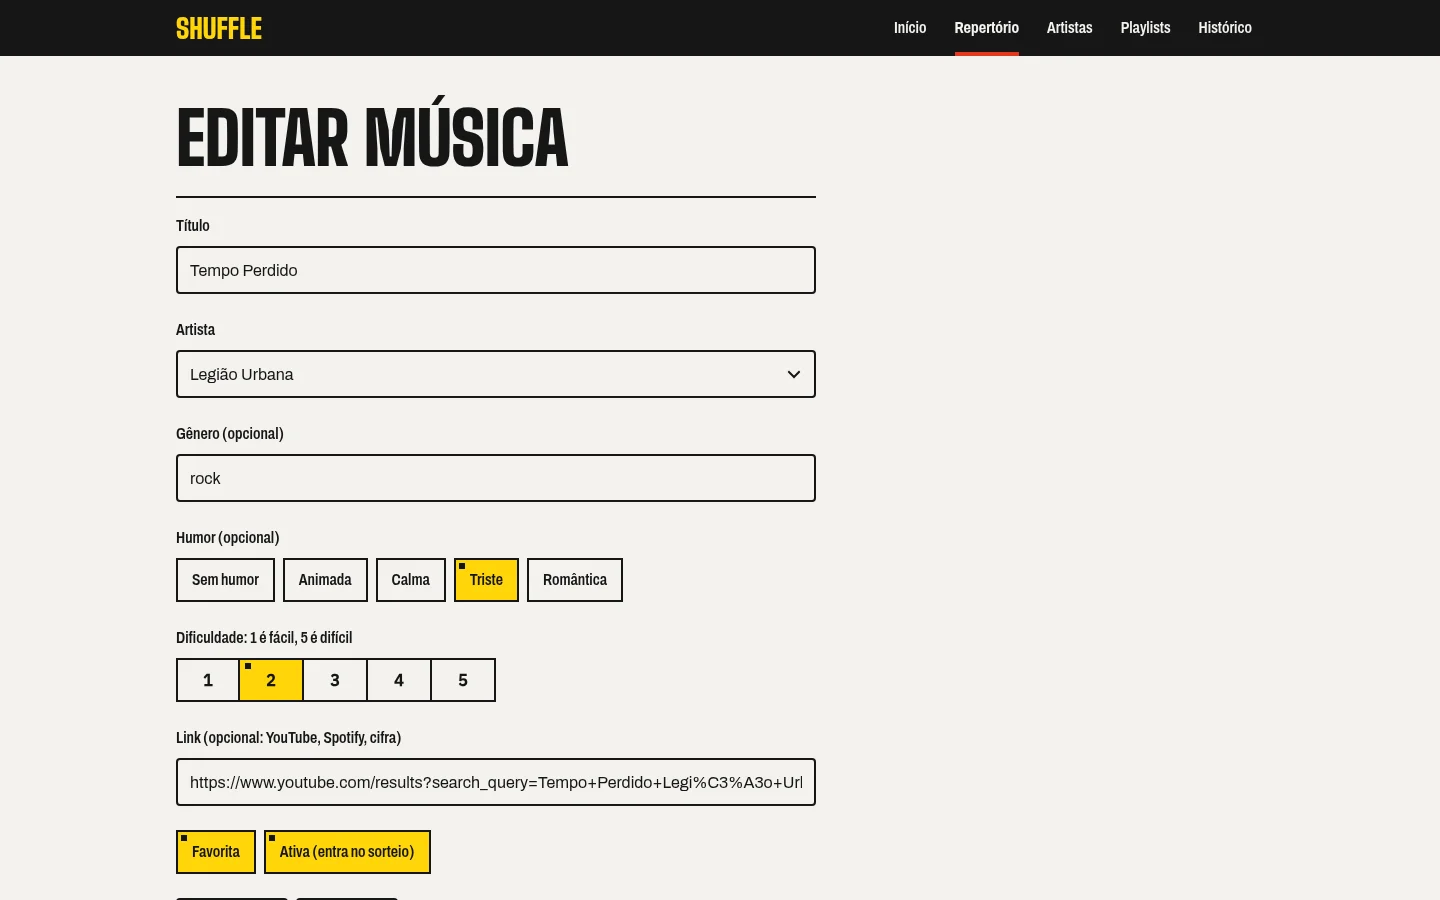 SHUFFLE
Início
Repertório
Artistas
Playlists
Histórico
EDITAR MÚSICA
Título
Tempo Perdido
Artista
Legião Urbana
Gênero (opcional)
rock
Humor (opcional)
Sem humor
Animada
Calma
Triste
Romântica
Dificuldade: 1 é fácil, 5 é difícil
1 2 3 4 5
Link (opcional: YouTube, Spotify, cifra)
https://www.youtube.com/results?search_query=Tempo+Perdido+Legi%C3%A3o+Url
Favorita
Ativa (entra no sorteio)